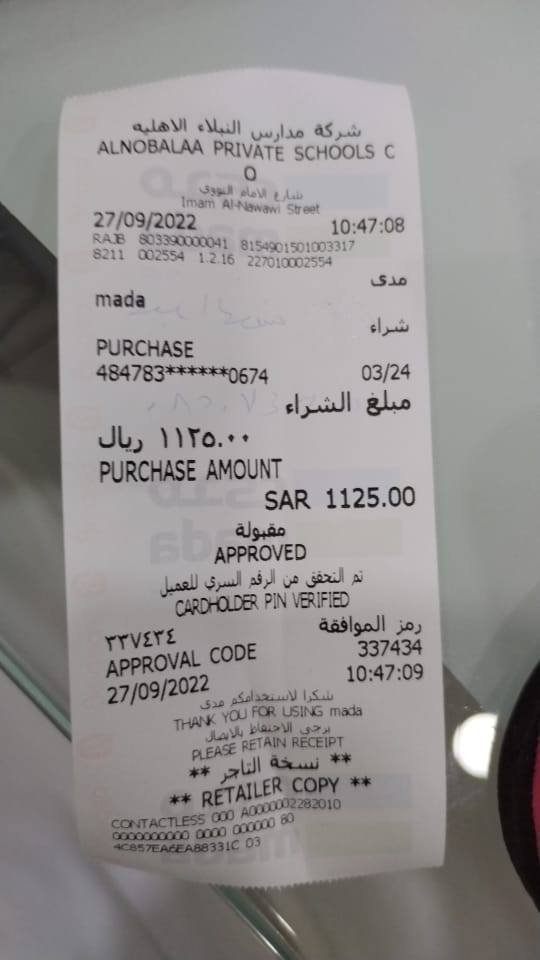 شركة مدارس النبلاء الاهليه
ALNOBALAA PRIVATE SCHOOLS C
O
شارع الامام النووى
Imam Al-Nawawi Street
27/09/2022 10:47:08
RAJB 803390000041 8154901501003317
8211 002554 1.2.16 227010002554
مدى
mada
شراء
PURCHASE
484783******0674 03/24
مبلغ الشراء
١١٢٥.٠٠ ريال
PURCHASE AMOUNT
SAR 1125.00
مقبولة
APPROVED
تم التحقق من الرقم السري للعميل
CARDHOLDER PIN VERIFIED
رمز الموافقة ٣٣٧٤٣٤
APPROVAL CODE 337434
27/09/2022 10:47:09
شكرا لاستخدامكم مدى
THANK YOU FOR USING mada
يرجى الاحتفاظ بالايصال
PLEASE RETAIN RECEIPT
** نسخة التاجر **
** RETAILER COPY **
CONTACTLESS 000 A0000002282010
0000000000 0000 000000 80
4C857EA6EA88331C 03